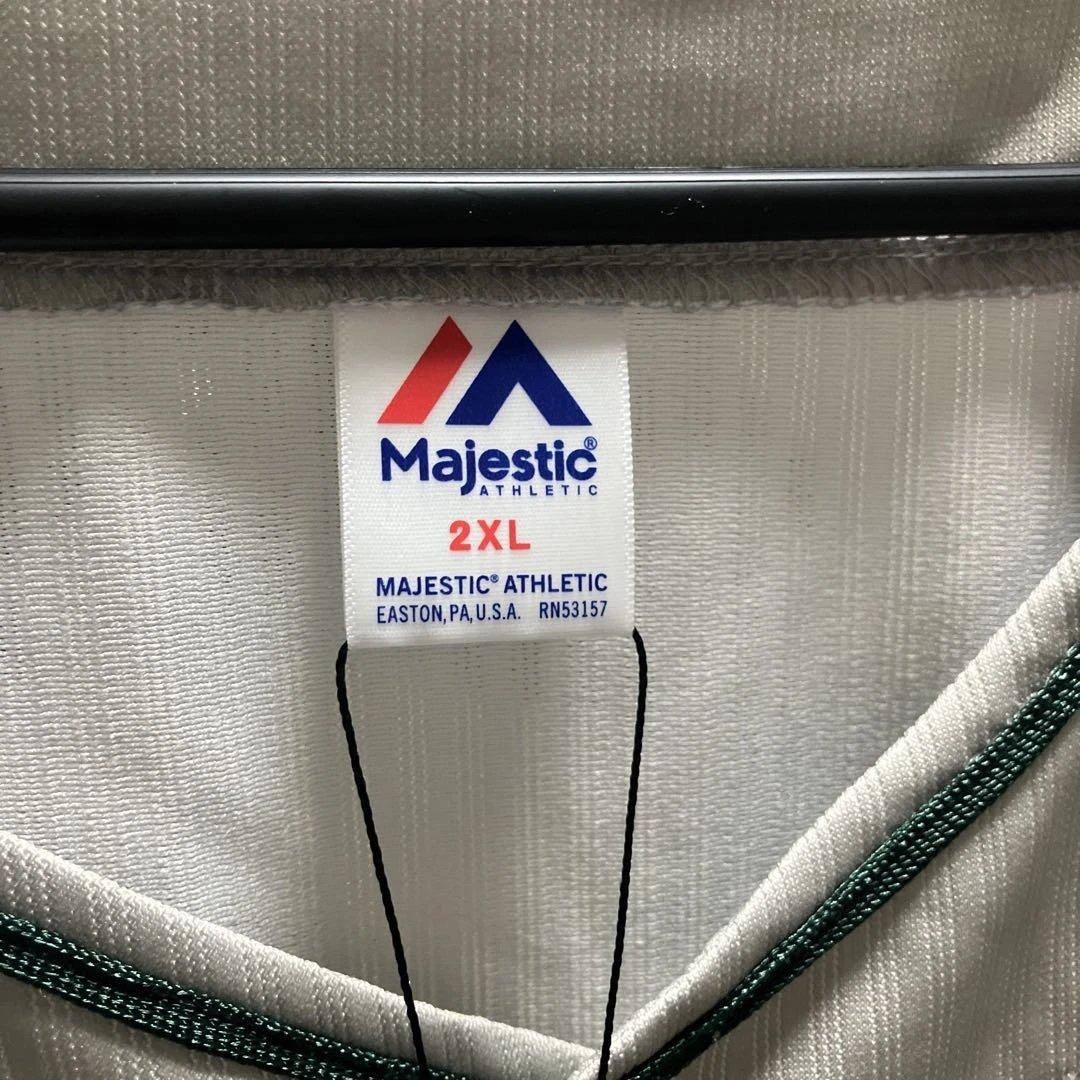 Majestic®
ATHLETIC
2XL
MAJESTIC® ATHLETIC
EASTON, PA, U.S.A. RN53157